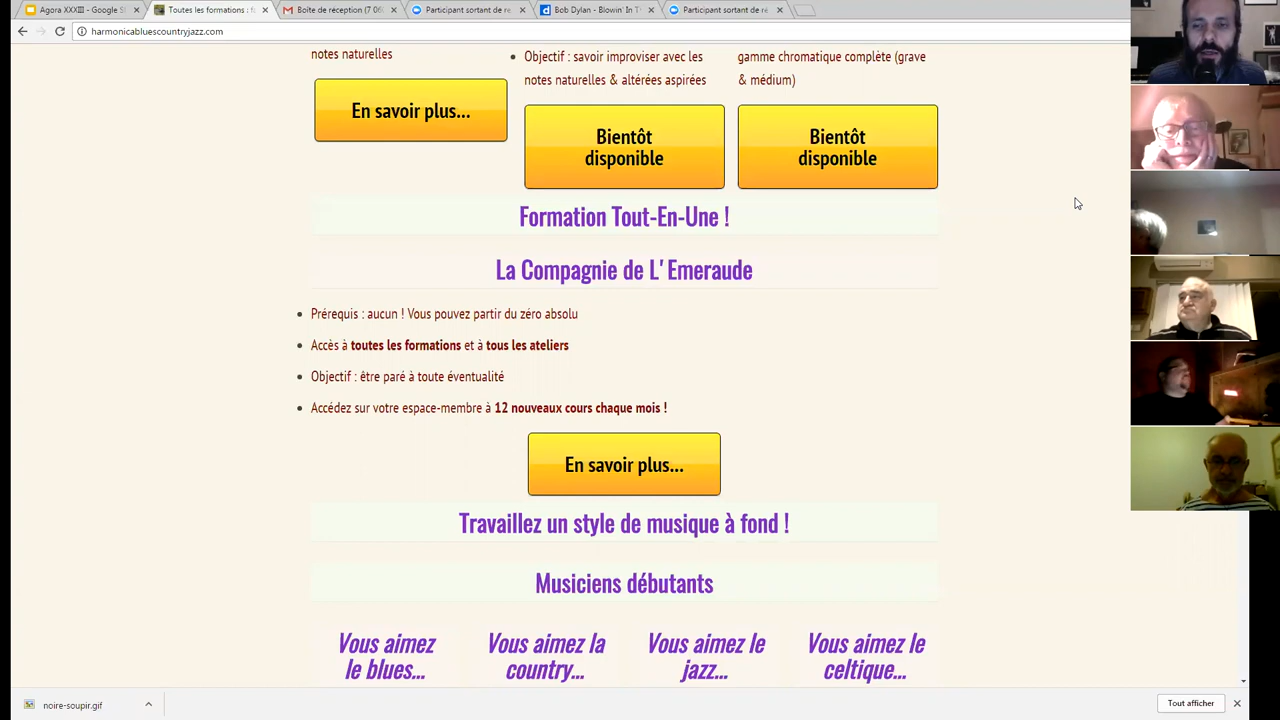 Agora XXXIII - Google S
Toutes les formations : f
Boîte de réception (7 06
Participant sortant de ré
Bob Dylan - Blowin' In T
Participant sortant de ré
harmonicabluescountryjazz.com
notes naturelles
En savoir plus...
Objectif : savoir improviser avec les
notes naturelles & altérées aspirées
Bientôt
disponible
gamme chromatique complète (grave
& médium)
Bientôt
disponible
Formation Tout-En-Une !
La Compagnie de L'Emeraude
Prérequis : aucun ! Vous pouvez partir du zéro absolu
Accès à toutes les formations et à tous les ateliers
Objectif : être paré à toute éventualité
Accédez sur votre espace-membre à 12 nouveaux cours chaque mois !
En savoir plus...
Travaillez un style de musique à fond !
Musiciens débutants
Vous aimez
le blues...
Vous aimez la
country...
Vous aimez le
jazz...
Vous aimez le
celtique...
noire-soupir.gif
Tout afficher